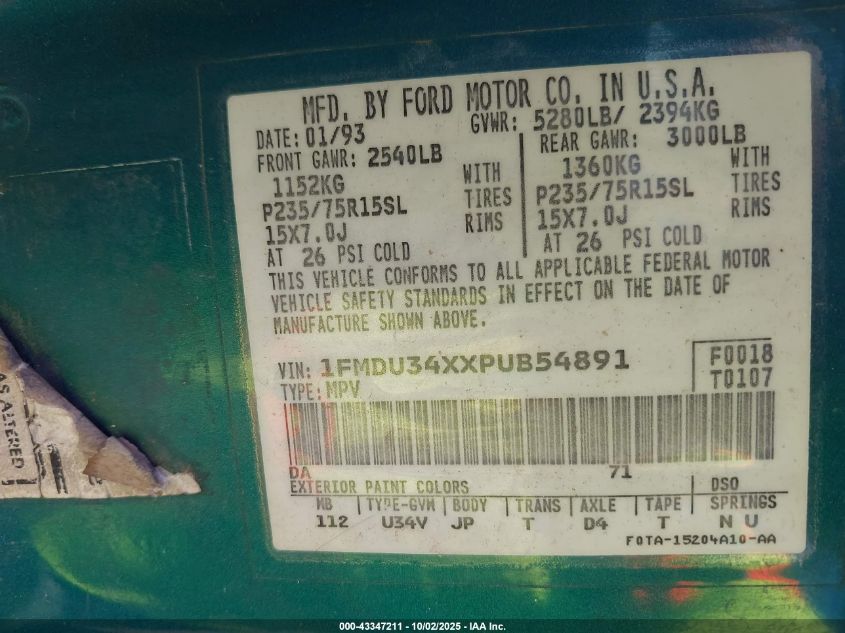 MFD. BY FORD MOTOR CO. IN U.S.A.
DATE: 01/93 GVWR: 5280LB/ 2394KG
FRONT GAWR: 2540LB REAR GAWR: 3000LB
1152KG WITH 1360KG WITH
P235/75R15SL TIRES P235/75R15SL TIRES
15X7.0J RIMS 15X7.0J RIMS
AT 26 PSI COLD AT 26 PSI COLD
THIS VEHICLE CONFORMS TO ALL APPLICABLE FEDERAL MOTOR
VEHICLE SAFETY STANDARDS IN EFFECT ON THE DATE OF
MANUFACTURE SHOWN ABOVE.
VIN: 1FMDU34XXPUB54891 F0018
TYPE: MPV T0107
DA 71
EXTERIOR PAINT COLORS DSO
WB TYPE-GVW BODY TRANS AXLE TAPE SPRINGS
112 U34V JP T D4 T N U
F0TA-15204A10-AA
AS ALTERED
000-43347211 - 10/02/2025 - IAA Inc.